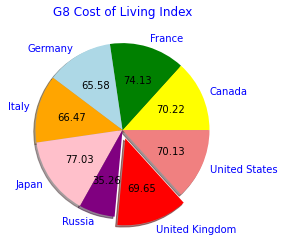 G8 Cost of Living Index
France
Germany
74.13
65.58
Canada
70.22
Italy
66.47
77.03
70.13
35.26
69.65
United States
Japan
Russia
United Kingdom